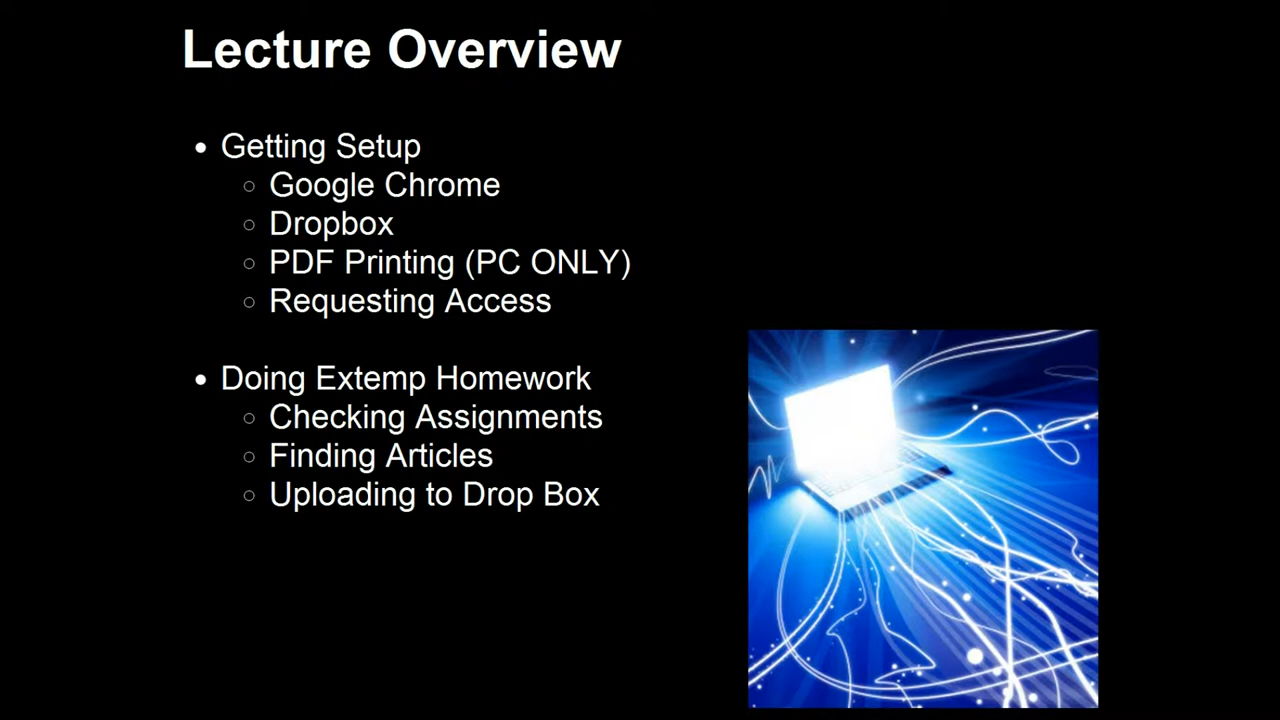 Lecture Overview
• Getting Setup
○ Google Chrome
○ Dropbox
○ PDF Printing (PC ONLY)
○ Requesting Access
• Doing Extemp Homework
○ Checking Assignments
○ Finding Articles
○ Uploading to Drop Box